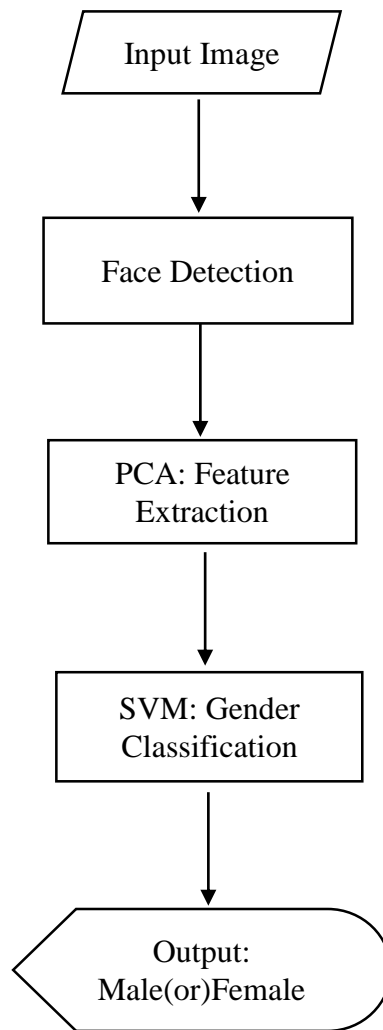 Input Image
Face Detection
PCA: Feature
Extraction
SVM: Gender
Classification
Output:
Male(or)Female